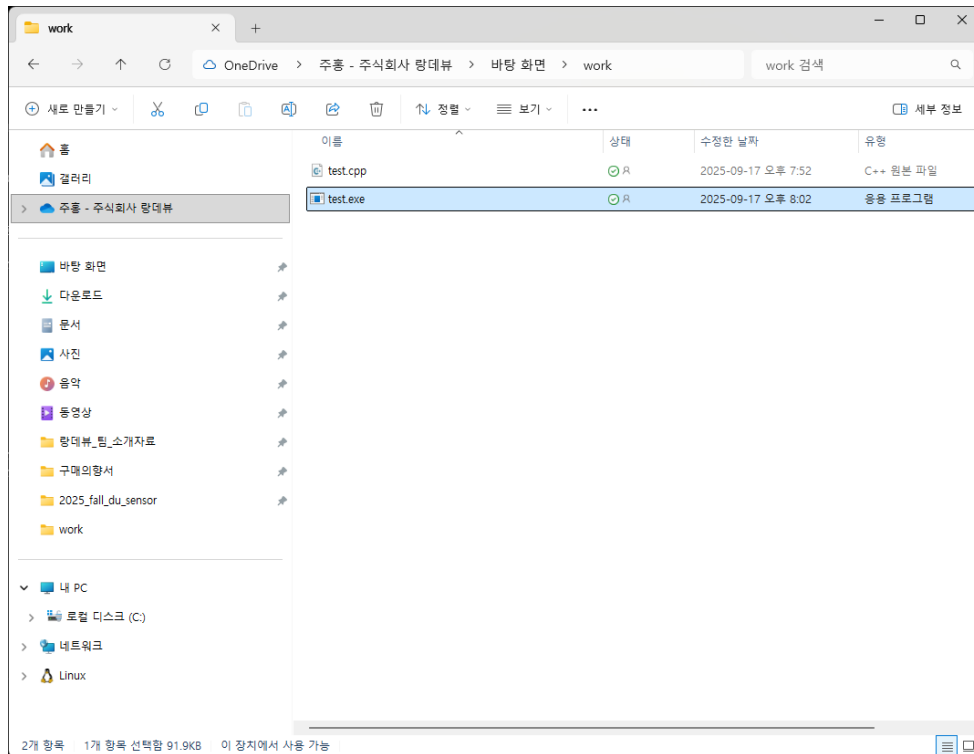 work
OneDrive > 주홍 - 주식회사 랑데뷰 > 바탕 화면 > work
work 검색
새로 만들기
정렬
보기
세부 정보
홈
갤러리
주홍 - 주식회사 랑데뷰
바탕 화면
다운로드
문서
사진
음악
동영상
랑데뷰_팀_소개자료
구매의향서
2025_fall_du_sensor
work
내 PC
로컬 디스크 (C:)
네트워크
Linux
이름 상태 수정한 날짜 유형
test.cpp 2025-09-17 오후 7:52 C++ 원본 파일
test.exe 2025-09-17 오후 8:02 응용 프로그램
2개 항목 1개 항목 선택함 91.9KB 이 장치에서 사용 가능